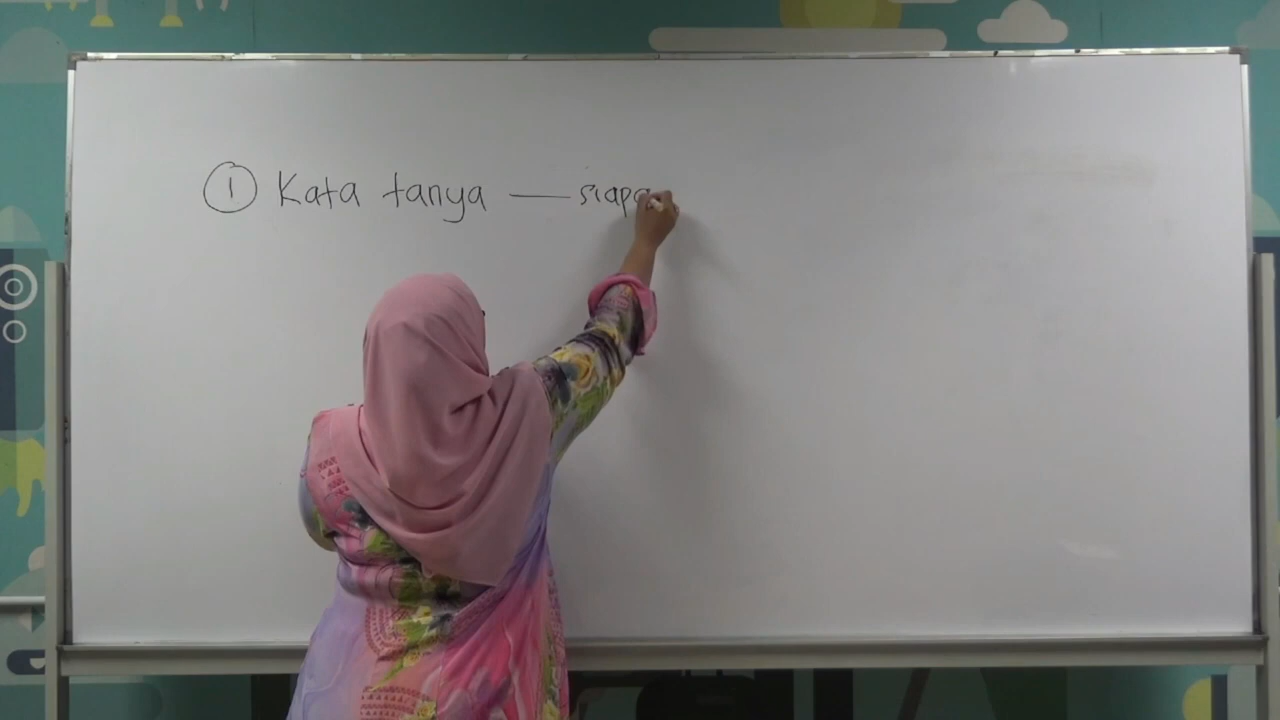 ① Kata tanya — siapa